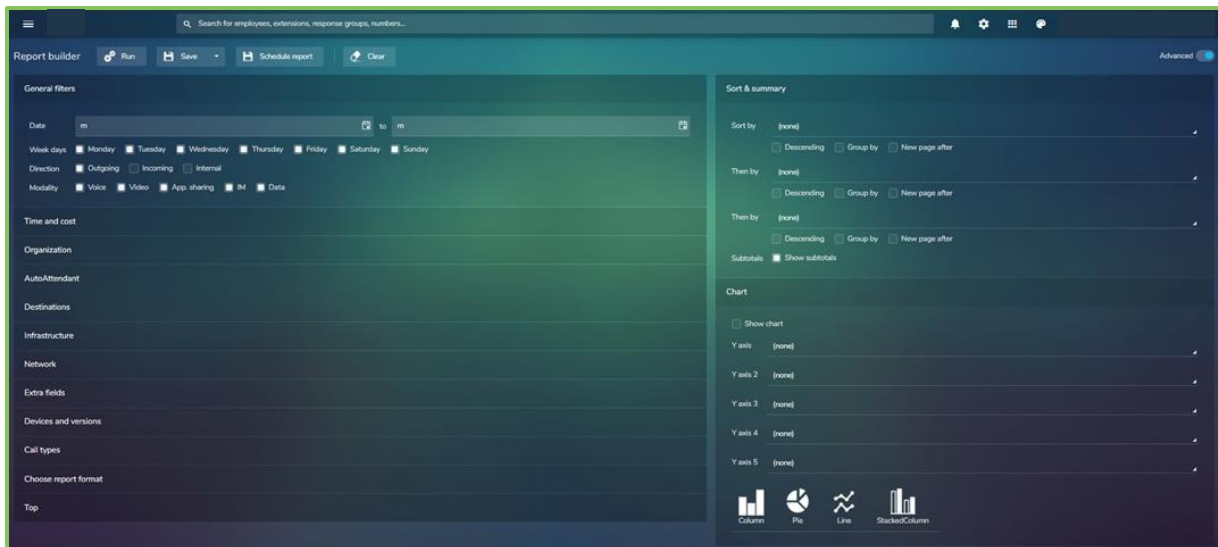 Search for employees, extensions, response groups, numbers...
Report builder Run Save Schedule report Clear Advanced
General filters
Date m to m
Week days Monday Tuesday Wednesday Thursday Friday Saturday Sunday
Direction Outgoing Incoming Internal
Modality Voice Video App. sharing IM Data
Time and cost
Organization
AutoAttendant
Destinations
Infrastructure
Network
Extra fields
Devices and versions
Call types
Choose report format
Top
Sort & summary
Sort by (none)
Descending Group by New page after
Then by (none)
Descending Group by New page after
Then by (none)
Descending Group by New page after
Subtotals Show subtotals
Chart
Show chart
Y axis (none)
Y axis 2 (none)
Y axis 3 (none)
Y axis 4 (none)
Y axis 5 (none)
Column Pie Line StackedColumn